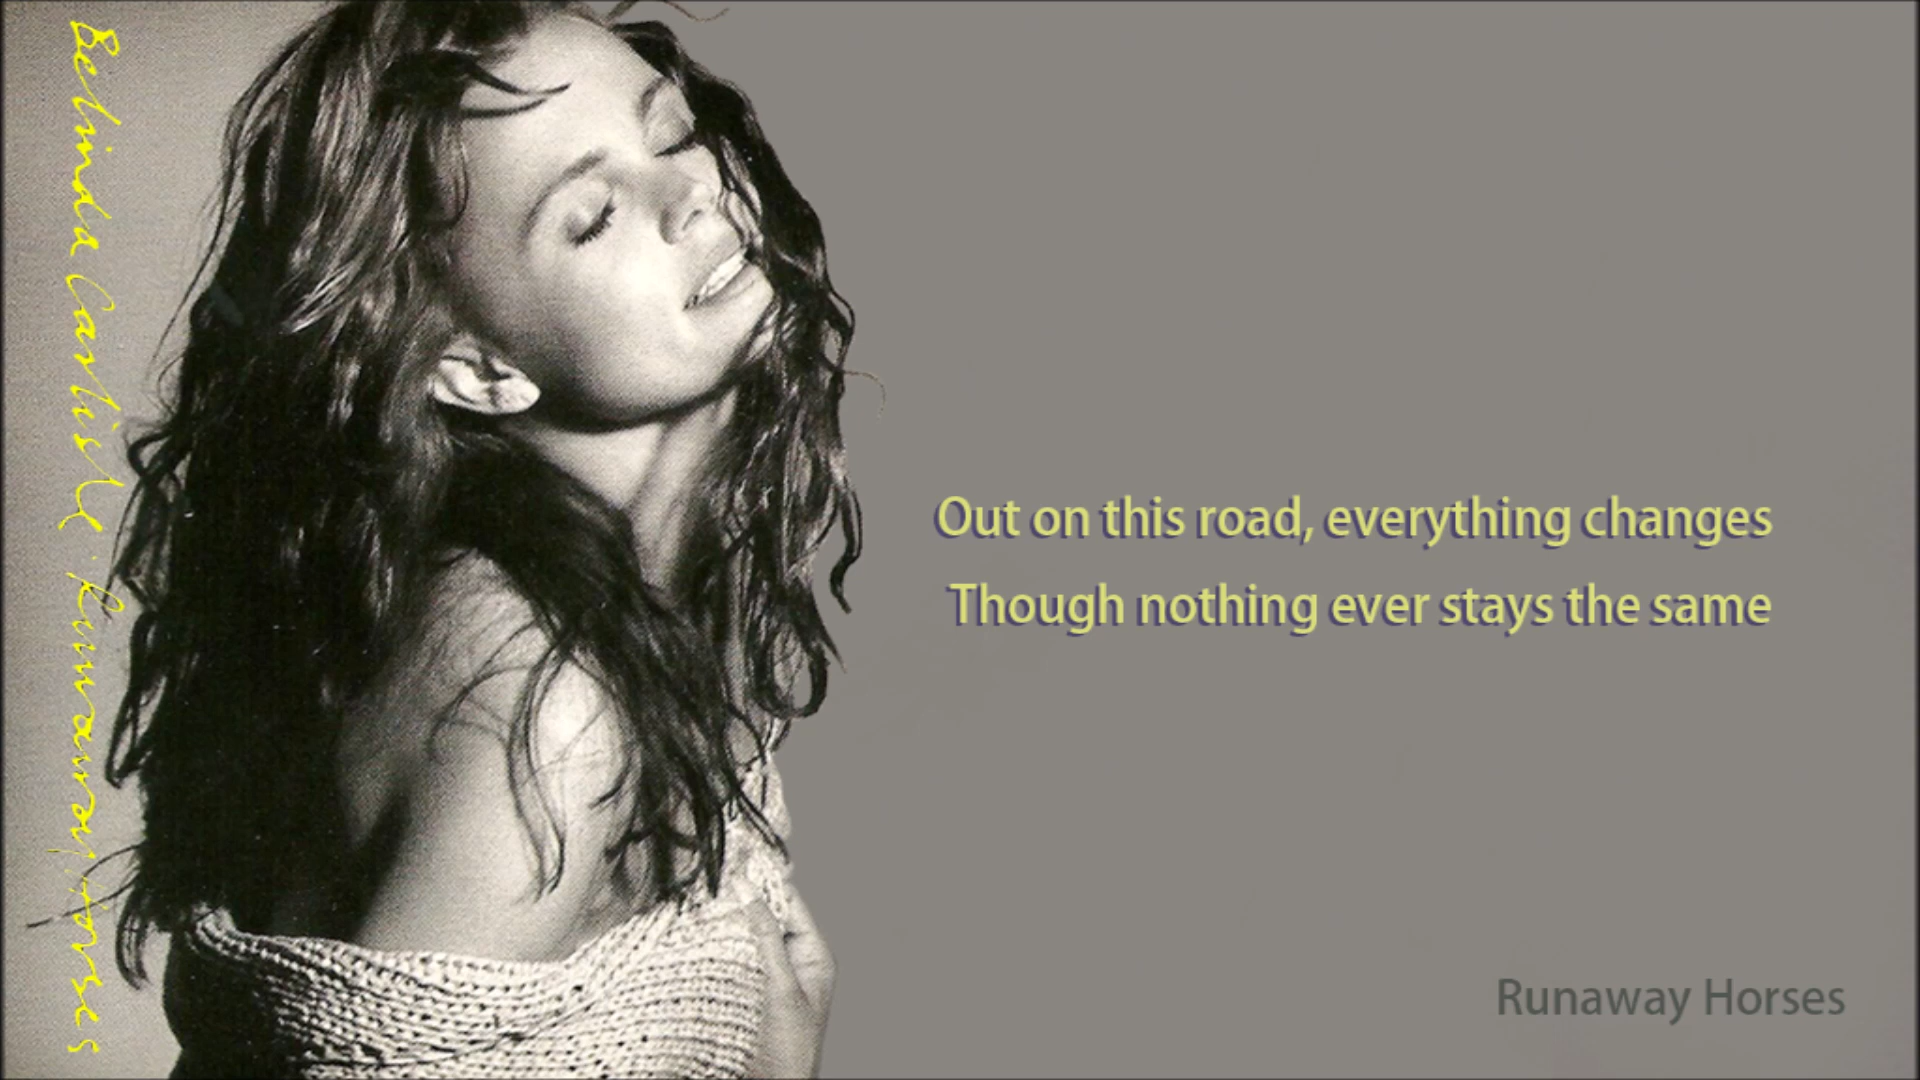 Belinda Carlisle · Runaway Horses
Out on this road, everything changes
Though nothing ever stays the same
Runaway Horses